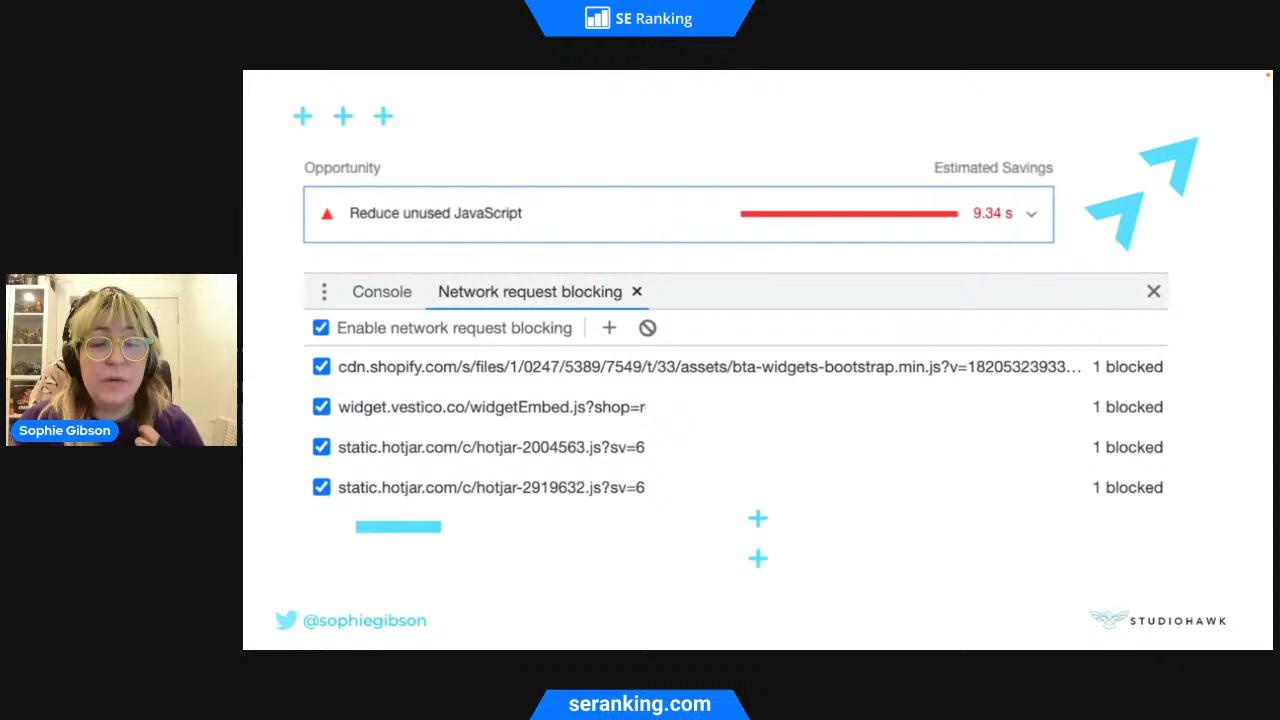 SE Ranking
Opportunity Estimated Savings
Reduce unused JavaScript 9.34 s
Console Network request blocking
Enable network request blocking
cdn.shopify.com/s/files/1/0247/5389/7549/t/33/assets/bta-widgets-bootstrap.min.js?v=18205323933... 1 blocked
widget.vestico.co/widgetEmbed.js?shop=r 1 blocked
static.hotjar.com/c/hotjar-2004563.js?sv=6 1 blocked
static.hotjar.com/c/hotjar-2919632.js?sv=6 1 blocked
Sophie Gibson
@sophiegibson
STUDIOHAWK
seranking.com